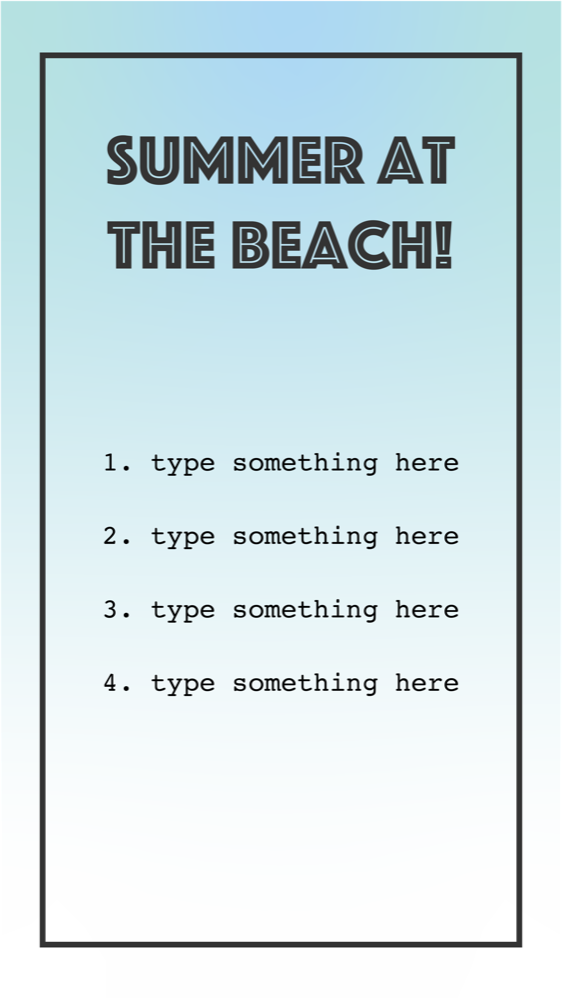 SUMMER AT
THE BEACH!
1. type something here
2. type something here
3. type something here
4. type something here